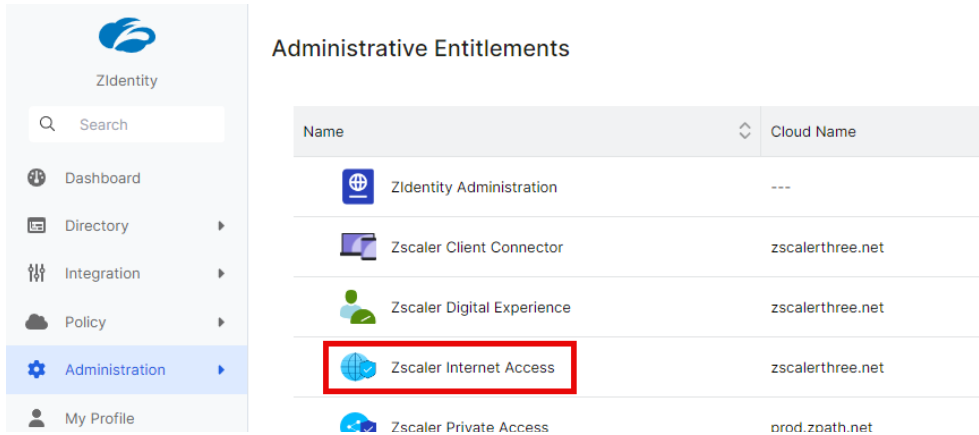 Administrative Entitlements
ZIdentity
Search
Dashboard
Directory
Integration
Policy
Administration
My Profile
Name Cloud Name
ZIdentity Administration ---
Zscaler Client Connector zscalerthree.net
Zscaler Digital Experience zscalerthree.net
Zscaler Internet Access zscalerthree.net
Zscaler Private Access prod.zpath.net